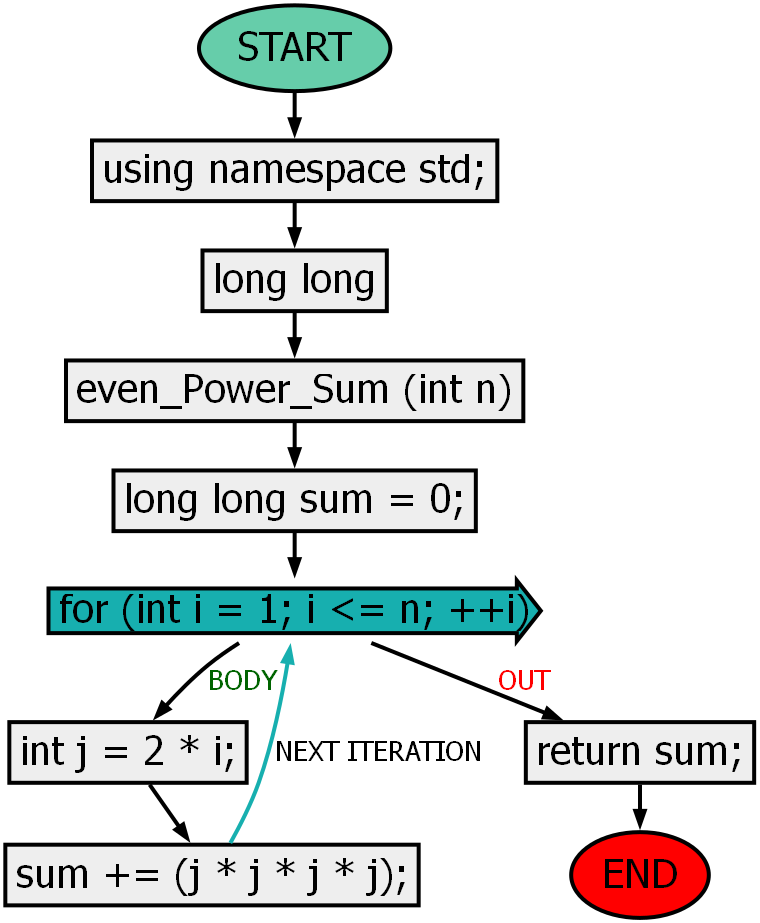 START
using namespace std;
long long
even_Power_Sum (int n)
long long sum = 0;
for (int i = 1; i <= n; ++i)
BODY
OUT
int j = 2 * i;
NEXT ITERATION
return sum;
sum += (j * j * j * j);
END